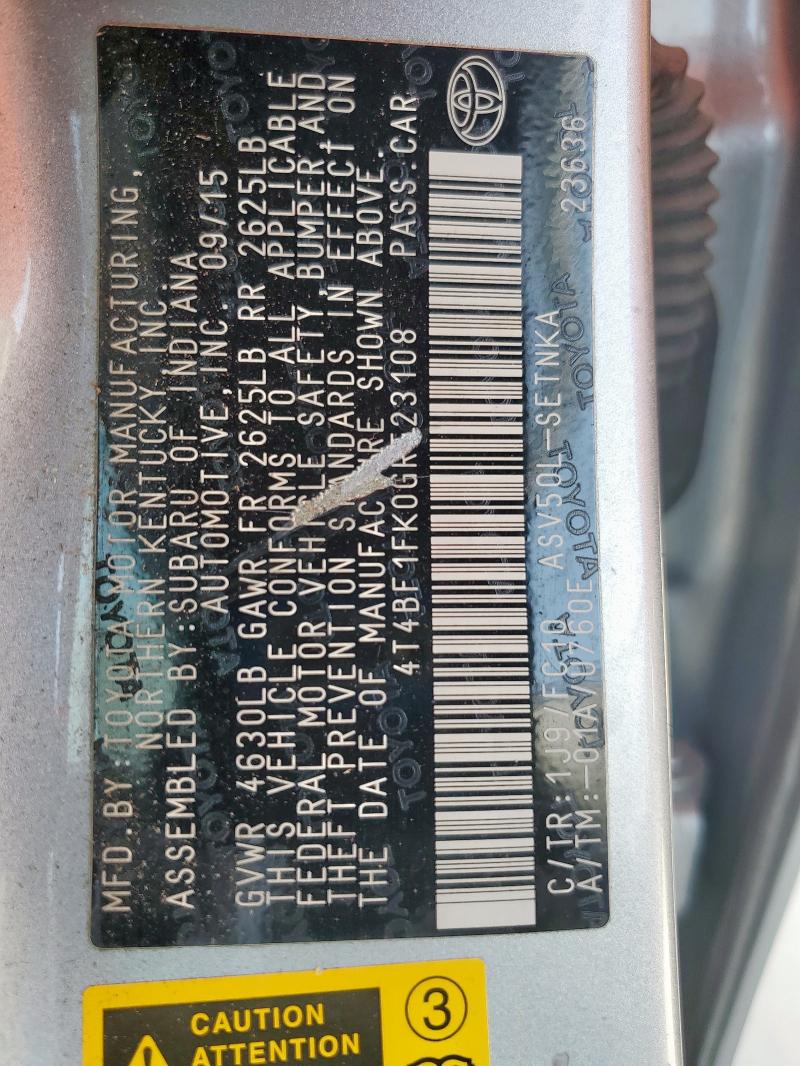 MFD.BY:TOYOTA MOTOR MANUFACTURING,
NORTHERN KENTUCKY,INC.
ASSEMBLED BY:SUBARU OF INDIANA
AUTOMOTIVE,INC. 09/15
GVWR 4630LB GAWR FR 2625LB RR 2625LB
THIS VEHICLE CONFORMS TO ALL APPLICABLE
FEDERAL MOTOR VEHICLE SAFETY,BUMPER,AND
THEFT PREVENTION STANDARDS IN EFFECT ON
THE DATE OF MANUFACTURE SHOWN ABOVE.
PASS.CAR
C/TR:1J9/FC10 ASV50L-SETNKA
A/TM:-01A/U760E 23636
CAUTION
ATTENTION
3